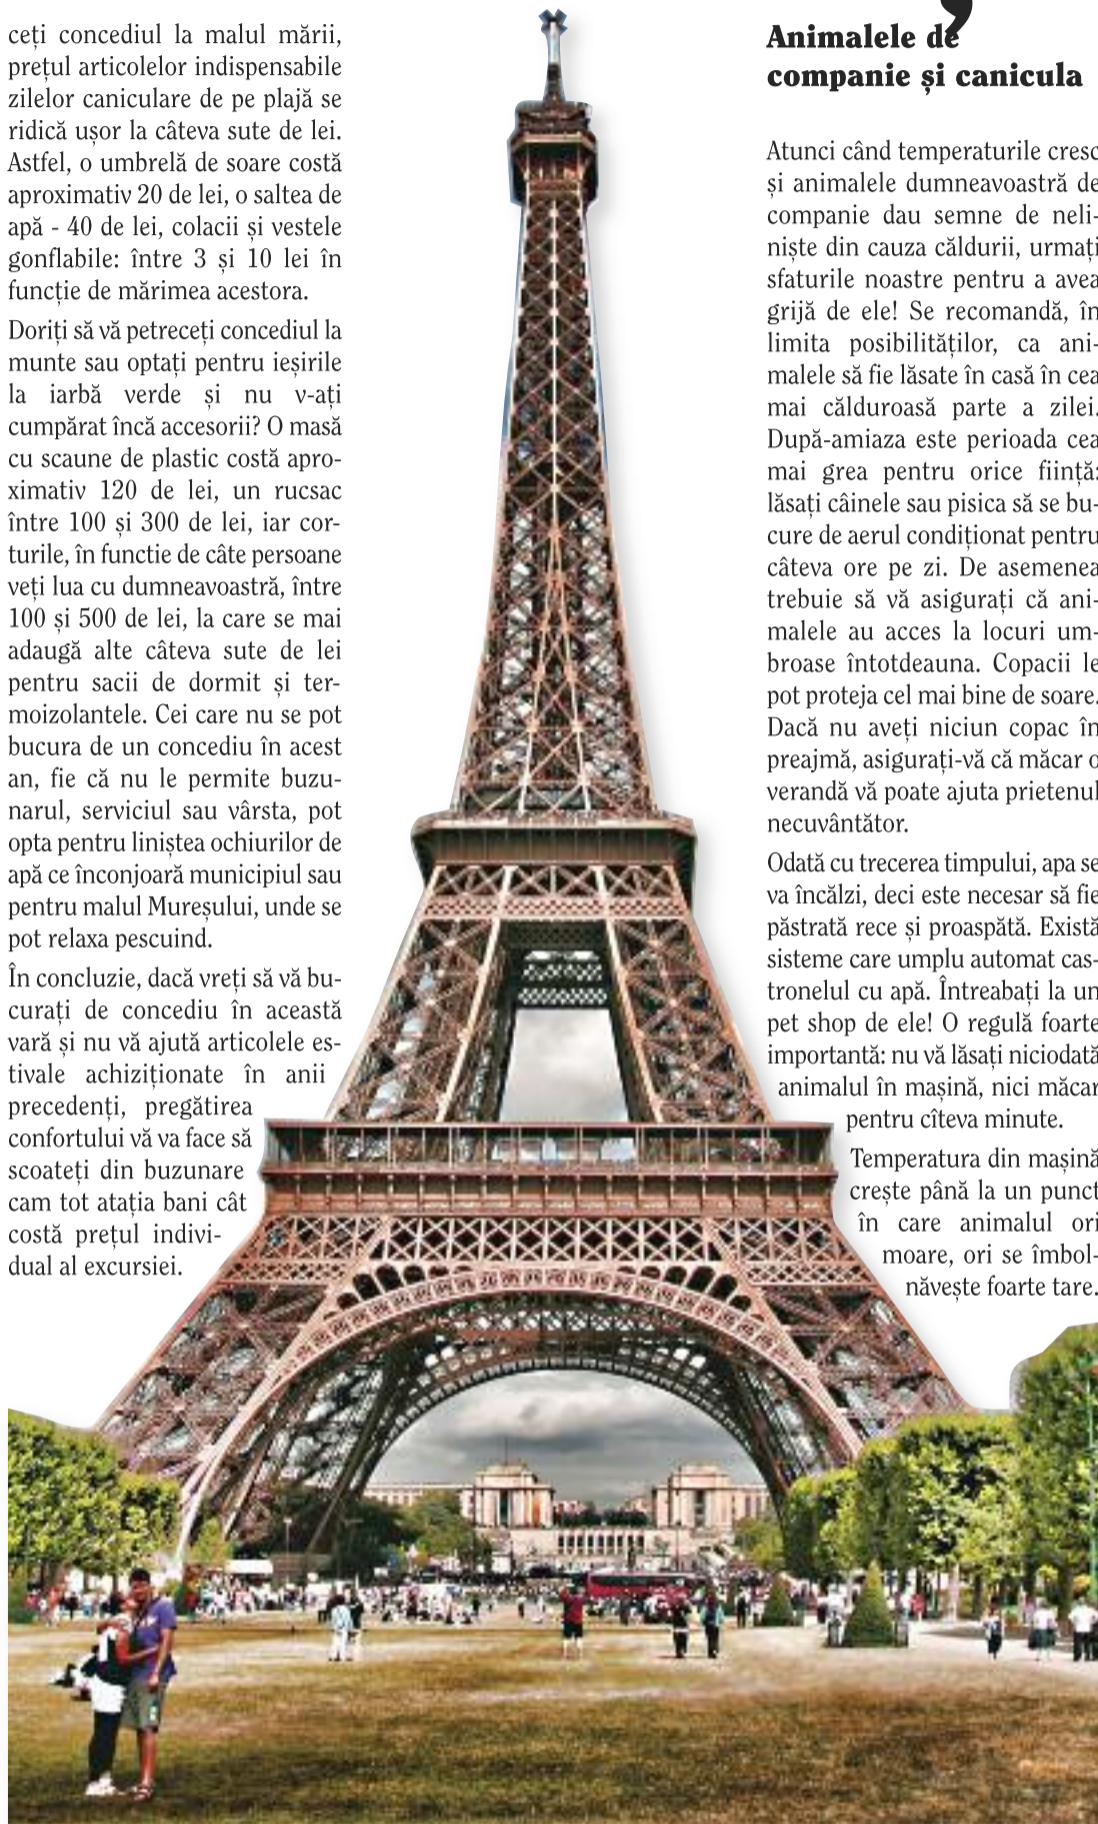 ceți concediul la malul mării,
prețul articolelor indispensabile
zilelor caniculare de pe plajă se
ridică ușor la câteva sute de lei.
Astfel, o umbrelă de soare costă
aproximativ 20 de lei, o saltea de
apă - 40 de lei, colacii și vestele
gonflabile: între 3 și 10 lei în
funcție de mărimea acestora.
Doriți să vă petreceți concediul la
munte sau optați pentru ieșirile
la iarbă verde și nu v-ați
cumpărat încă accesorii? O masă
cu scaune de plastic costă apro-
ximativ 120 de lei, un rucsac
între 100 și 300 de lei, iar cor-
turile, în functie de câte persoane
veți lua cu dumneavoastră, între
100 și 500 de lei, la care se mai
adaugă alte câteva sute de lei
pentru sacii de dormit și ter-
moizolantele. Cei care nu se pot
bucura de un concediu în acest
an, fie că nu le permite buzu-
narul, serviciul sau vârsta, pot
opta pentru liniștea ochiurilor de
apă ce înconjoară municipiul sau
pentru malul Mureșului, unde se
pot relaxa pescuind.
În concluzie, dacă vreți să vă bu-
curați de concediu în această
vară și nu vă ajută articolele es-
tivale achiziționate în anii
precedenți, pregătirea
confortului vă va face să
scoateți din buzunare
cam tot atația bani cât
costă prețul indivi-
dual al excursiei.
Animalele de
companie și canicula
Atunci când temperaturile cresc
și animalele dumneavoastră de
companie dau semne de neli-
niște din cauza căldurii, urmați
sfaturile noastre pentru a avea
grijă de ele! Se recomandă, în
limita posibilităților, ca ani-
malele să fie lăsate în casă în cea
mai călduroasă parte a zilei.
După-amiaza este perioada cea
mai grea pentru orice ființă:
lăsați câinele sau pisica să se bu-
cure de aerul condiționat pentru
câteva ore pe zi. De asemenea
trebuie să vă asigurați că ani-
malele au acces la locuri um-
broase întotdeauna. Copacii le
pot proteja cel mai bine de soare.
Dacă nu aveți niciun copac în
preajmă, asigurați-vă că măcar o
verandă vă poate ajuta prietenul
necuvântător.
Odată cu trecerea timpului, apa se
va încălzi, deci este necesar să fie
păstrată rece și proaspătă. Există
sisteme care umplu automat cas-
tronelul cu apă. Întreabați la un
pet shop de ele! O regulă foarte
importantă: nu vă lăsați niciodată
animalul în mașină, nici măcar
pentru cîteva minute.
Temperatura din mașină
crește până la un punct
în care animalul ori
moare, ori se îmbol-
năvește foarte tare.